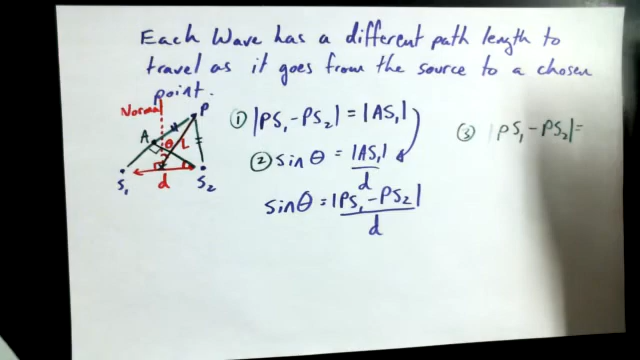 Each Wave has a different path length to
travel as it goes from the source to a chosen
point.
Normal
P
A
θ
L
S₁
d
S₂
① |PS₁ - PS₂| = |AS₁|
② sin θ = |AS₁|
d
sinθ = |PS₁ - PS₂|
d
③ |PS₁ - PS₂| =